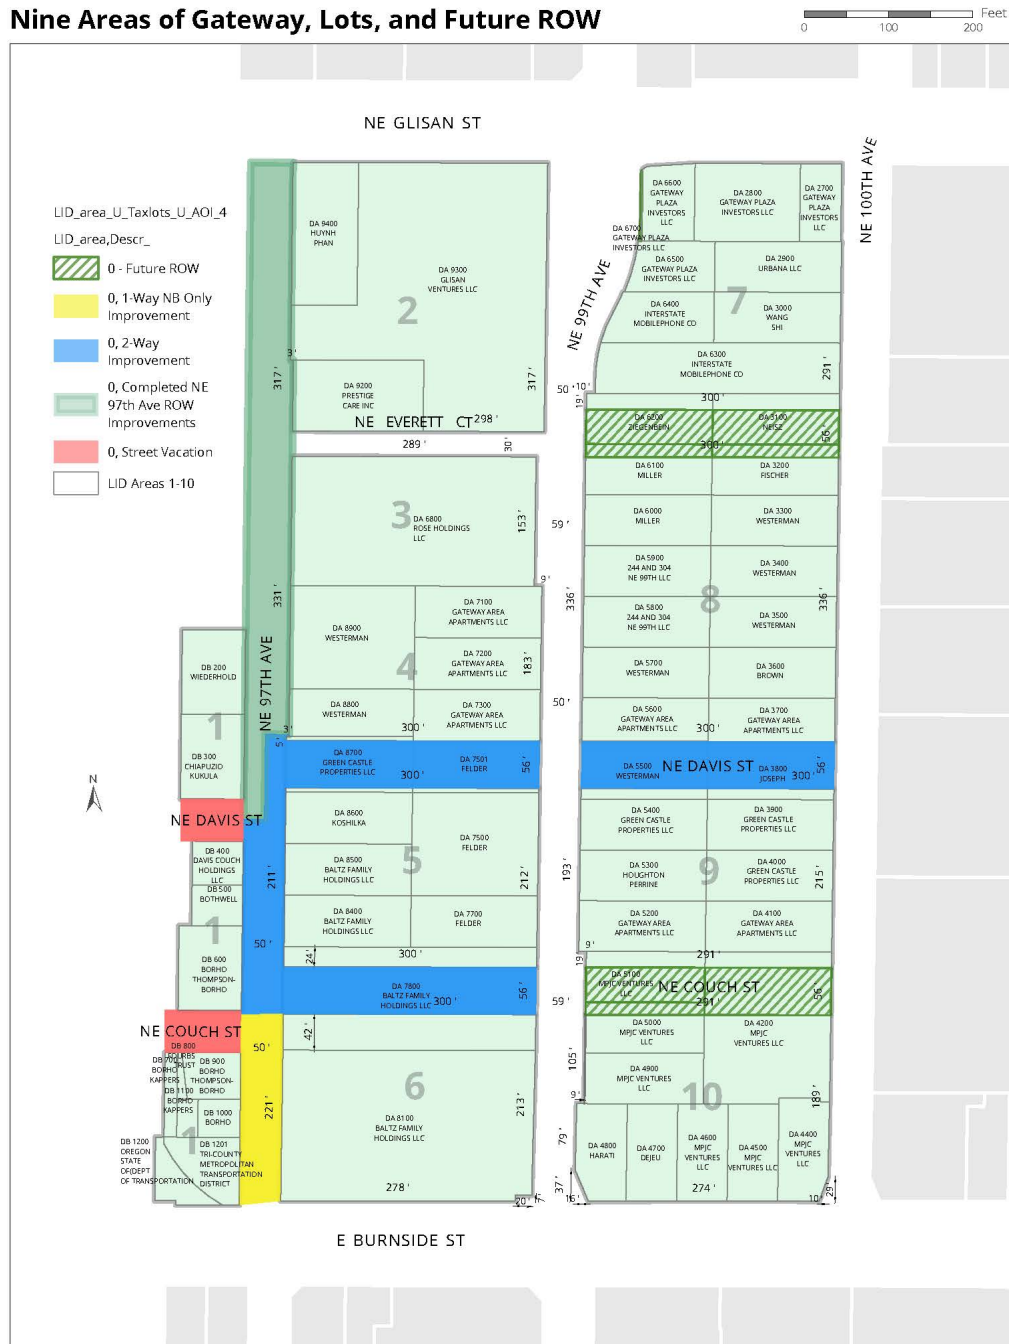 Nine Areas of Gateway, Lots, and Future ROW
Feet
0 100 200
NE GLISAN ST
NE 100TH AVE
LID_area_U_Taxlots_U_AOI_4
LID_area,Descr_
0 - Future ROW
0, 1-Way NB Only
Improvement
0, 2-Way
Improvement
0, Completed NE
97th Ave ROW
Improvements
0, Street Vacation
LID Areas 1-10
DA 9400
HUYNH
PHAN
DA 9300
GLISAN
VENTURES LLC
2
3'
317'
317'
DA 9200
PRESTIGE
CARE INC
NE EVERETT CT
298'
289'
30'
DA 6600
GATEWAY
PLAZA
INVESTORS
LLC
DA 2800
GATEWAY PLAZA
INVESTORS LLC
DA 2700
GATEWAY
PLAZA
INVESTORS
LLC
DA 6700
GATEWAY PLAZA
INVESTORS LLC
DA 6500
GATEWAY PLAZA
INVESTORS LLC
DA 2900
URBANA LLC
NE 99TH AVE
7
DA 6400
INTERSTATE
MOBILEPHONE CO
DA 3000
WANG
SHI
DA 6300
INTERSTATE
MOBILEPHONE CO
291'
50'
10'
19'
300'
DA 6200
ZIEGENBEIN
DA 3100
NEISZ
56'
300'
3
DA 6800
ROSE HOLDINGS
LLC
153'
9'
59'
DA 6100
MILLER
DA 3200
FISCHER
DA 6000
MILLER
DA 3300
WESTERMAN
DA 5900
244 AND 304
NE 99TH LLC
DA 3400
WESTERMAN
336'
8
336'
DA 5800
244 AND 304
NE 99TH LLC
DA 3500
WESTERMAN
DA 5700
WESTERMAN
DA 3600
BROWN
50'
DA 5600
GATEWAY AREA
APARTMENTS LLC
DA 3700
GATEWAY AREA
APARTMENTS LLC
300'
331'
NE 97TH AVE
DA 8900
WESTERMAN
DA 7100
GATEWAY AREA
APARTMENTS LLC
4
DA 7200
GATEWAY AREA
APARTMENTS LLC
183'
DA 8800
WESTERMAN
DA 7300
GATEWAY AREA
APARTMENTS LLC
3'
300'
5'
DB 200
WIEDERHOLD
1
DB 300
CHIAPUZIO
KUKULA
N
DA 8700
GREEN CASTLE
PROPERTIES LLC
DA 7501
FELDER
300'
56'
DA 5500
WESTERMAN
NE DAVIS ST
DA 3800
JOSEPH
300'
56'
NE DAVIS ST
DB 400
DAVIS COUCH
HOLDINGS
LLC
DB 500
BOTHWELL
1
DB 600
BORHO
THOMPSON-
BORHO
211'
50'
DA 8600
KOSHILKA
DA 7500
FELDER
5
DA 8500
BALTZ FAMILY
HOLDINGS LLC
212'
DA 8400
BALTZ FAMILY
HOLDINGS LLC
DA 7700
FELDER
24'
300'
193'
DA 5400
GREEN CASTLE
PROPERTIES LLC
DA 3900
GREEN CASTLE
PROPERTIES LLC
DA 5300
HOUGHTON
PERRINE
9
DA 4000
GREEN CASTLE
PROPERTIES LLC
215'
DA 5200
GATEWAY AREA
APARTMENTS LLC
DA 4100
GATEWAY AREA
APARTMENTS LLC
9'
19'
291'
DA 7800
BALTZ FAMILY
HOLDINGS LLC
300'
56'
59'
DA 5100
MPJC VENTURES
LLC
NE COUCH ST
291'
56'
NE COUCH ST
50'
42'
DB 800
FOURBS
TRUST
DB 700
BORHO
KAPPERS
DB 900
BORHO
THOMPSON-
BORHO
DB 1100
BORHO
KAPPERS
DB 1000
BORHO
1
DB 1200
OREGON
STATE
OF(DEPT
OF TRANSPORTATION
DB 1201
TRI-COUNTY
METROPOLITAN
TRANSPORTATION
DISTRICT
221'
6
DA 8100
BALTZ FAMILY
HOLDINGS LLC
213'
278'
20'
7'
DA 5000
MPJC VENTURES
LLC
DA 4200
MPJC
VENTURES LLC
105'
DA 4900
MPJC VENTURES
LLC
10
189'
9'
79'
37'
16'
DA 4800
HARATI
DA 4700
DEJEU
DA 4600
MPJC
VENTURES
LLC
DA 4500
MPJC
VENTURES LLC
DA 4400
MPJC
VENTURES
LLC
274'
10'
29'
E BURNSIDE ST